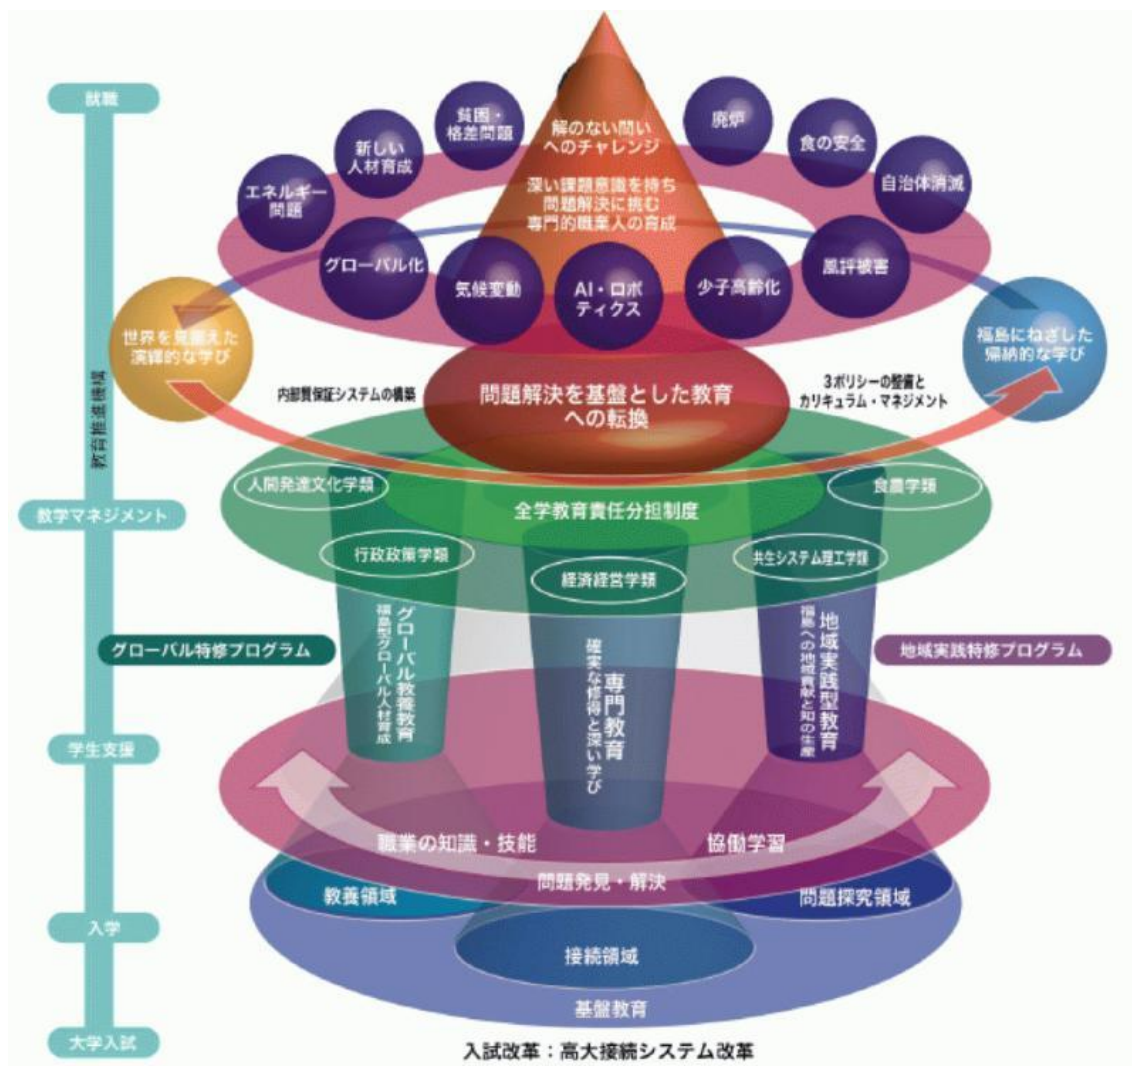 就職
貧困・
格差問題
新しい
人材育成
エネルギー
問題
解のない問い
へのチャレンジ
深い課題意識を持ち
問題解決に挑む
専門的職業人の育成
廃炉
食の安全
自治体消滅
グローバル化
気候変動
AI・ロボ
ティクス
少子高齢化
風評被害
世界を見据えた
演繹的な学び
福島にねざした
帰納的な学び
教育推進機構
内部質保証システムの構築
問題解決を基盤とした教育
への転換
3ポリシーの整備と
カリキュラム・マネジメント
人間発達文化学類
食農学類
教学マネジメント
全学教育責任分担制度
行政政策学類
経済経営学類
共生システム理工学類
グローバル特修プログラム
グローバル教養教育
福島型グローバル人材育成
専門教育
確実な修得と深い学び
地域実践型教育
福島への地域貢献と知の生産
地域実践特修プログラム
学生支援
職業の知識・技能
協働学習
問題発見・解決
教養領域
問題探究領域
入学
接続領域
基盤教育
大学入試
入試改革：高大接続システム改革